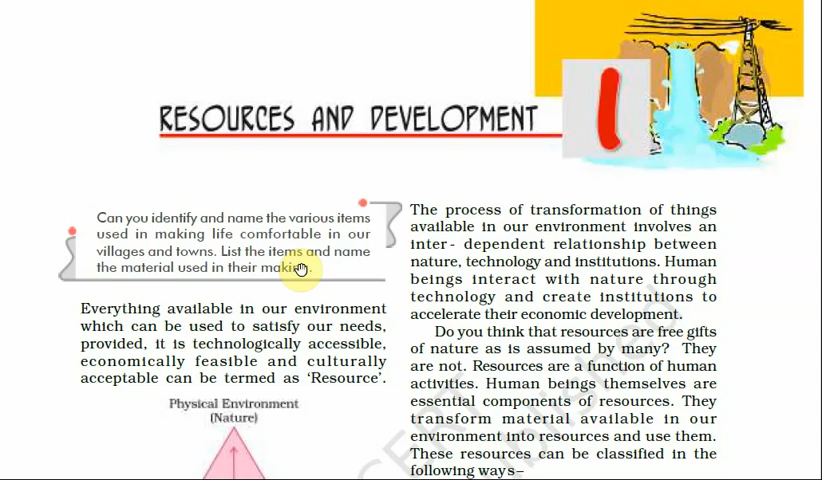 RESOURCES AND DEVELOPMENT
1
Can you identify and name the various items
used in making life comfortable in our
villages and towns. List the items and name
the material used in their making.
Everything available in our environment
which can be used to satisfy our needs,
provided, it is technologically accessible,
economically feasible and culturally
acceptable can be termed as ‘Resource’.
Physical Environment
(Nature)
The process of transformation of things
available in our environment involves an
inter - dependent relationship between
nature, technology and institutions. Human
beings interact with nature through
technology and create institutions to
accelerate their economic development.
Do you think that resources are free gifts
of nature as is assumed by many? They
are not. Resources are a function of human
activities. Human beings themselves are
essential components of resources. They
transform material available in our
environment into resources and use them.
These resources can be classified in the
following ways–